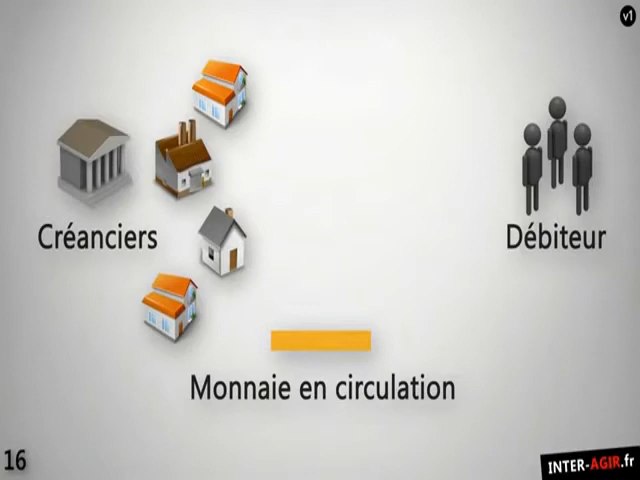 v1
Créanciers
Débiteur
Monnaie en circulation
16
INTER-AGIR.fr